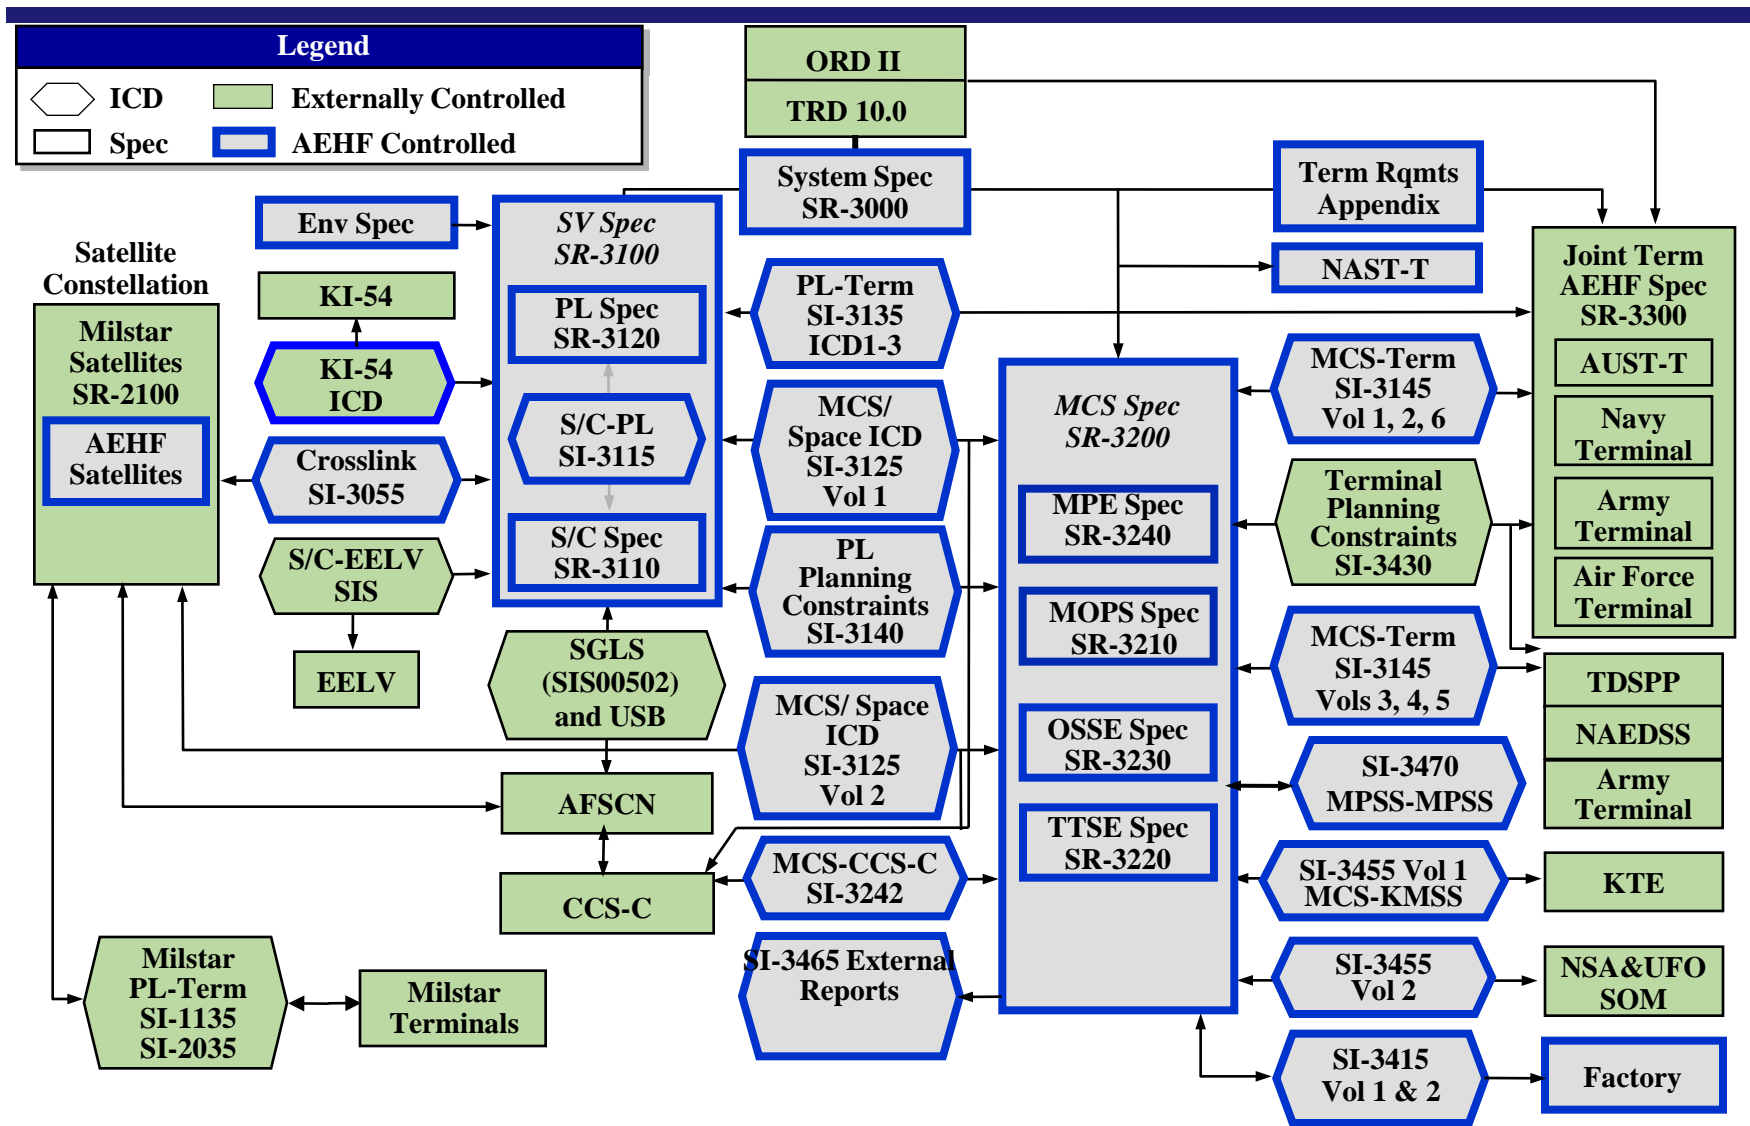 Legend
ICD
Externally Controlled
Spec
AEHF Controlled
ORD II
TRD 10.0
System Spec
SR-3000
Term Rqmts
Appendix
NAST-T
Env Spec
SV Spec
SR-3100
PL Spec
SR-3120
S/C-PL
SI-3115
S/C Spec
SR-3110
Satellite
Constellation
Milstar
Satellites
SR-2100
AEHF
Satellites
KI-54
KI-54
ICD
Crosslink
SI-3055
S/C-EELV
SIS
EELV
SGLS
(SIS00502)
and USB
AFSCN
CCS-C
Milstar
PL-Term
SI-1135
SI-2035
Milstar
Terminals
PL-Term
SI-3135
ICD1-3
MCS/
Space ICD
SI-3125
Vol 1
PL
Planning
Constraints
SI-3140
MCS/ Space
ICD
SI-3125
Vol 2
MCS-CCS-C
SI-3242
SI-3465 External
Reports
MCS Spec
SR-3200
MPE Spec
SR-3240
MOPS Spec
SR-3210
OSSE Spec
SR-3230
TTSE Spec
SR-3220
MCS-Term
SI-3145
Vol 1, 2, 6
Terminal
Planning
Constraints
SI-3430
MCS-Term
SI-3145
Vols 3, 4, 5
SI-3470
MPSS-MPSS
SI-3455 Vol 1
MCS-KMSS
SI-3455
Vol 2
SI-3415
Vol 1 & 2
Joint Term
AEHF Spec
SR-3300
AUST-T
Navy
Terminal
Army
Terminal
Air Force
Terminal
TDSPP
NAEDSS
Army
Terminal
KTE
NSA&UFO
SOM
Factory